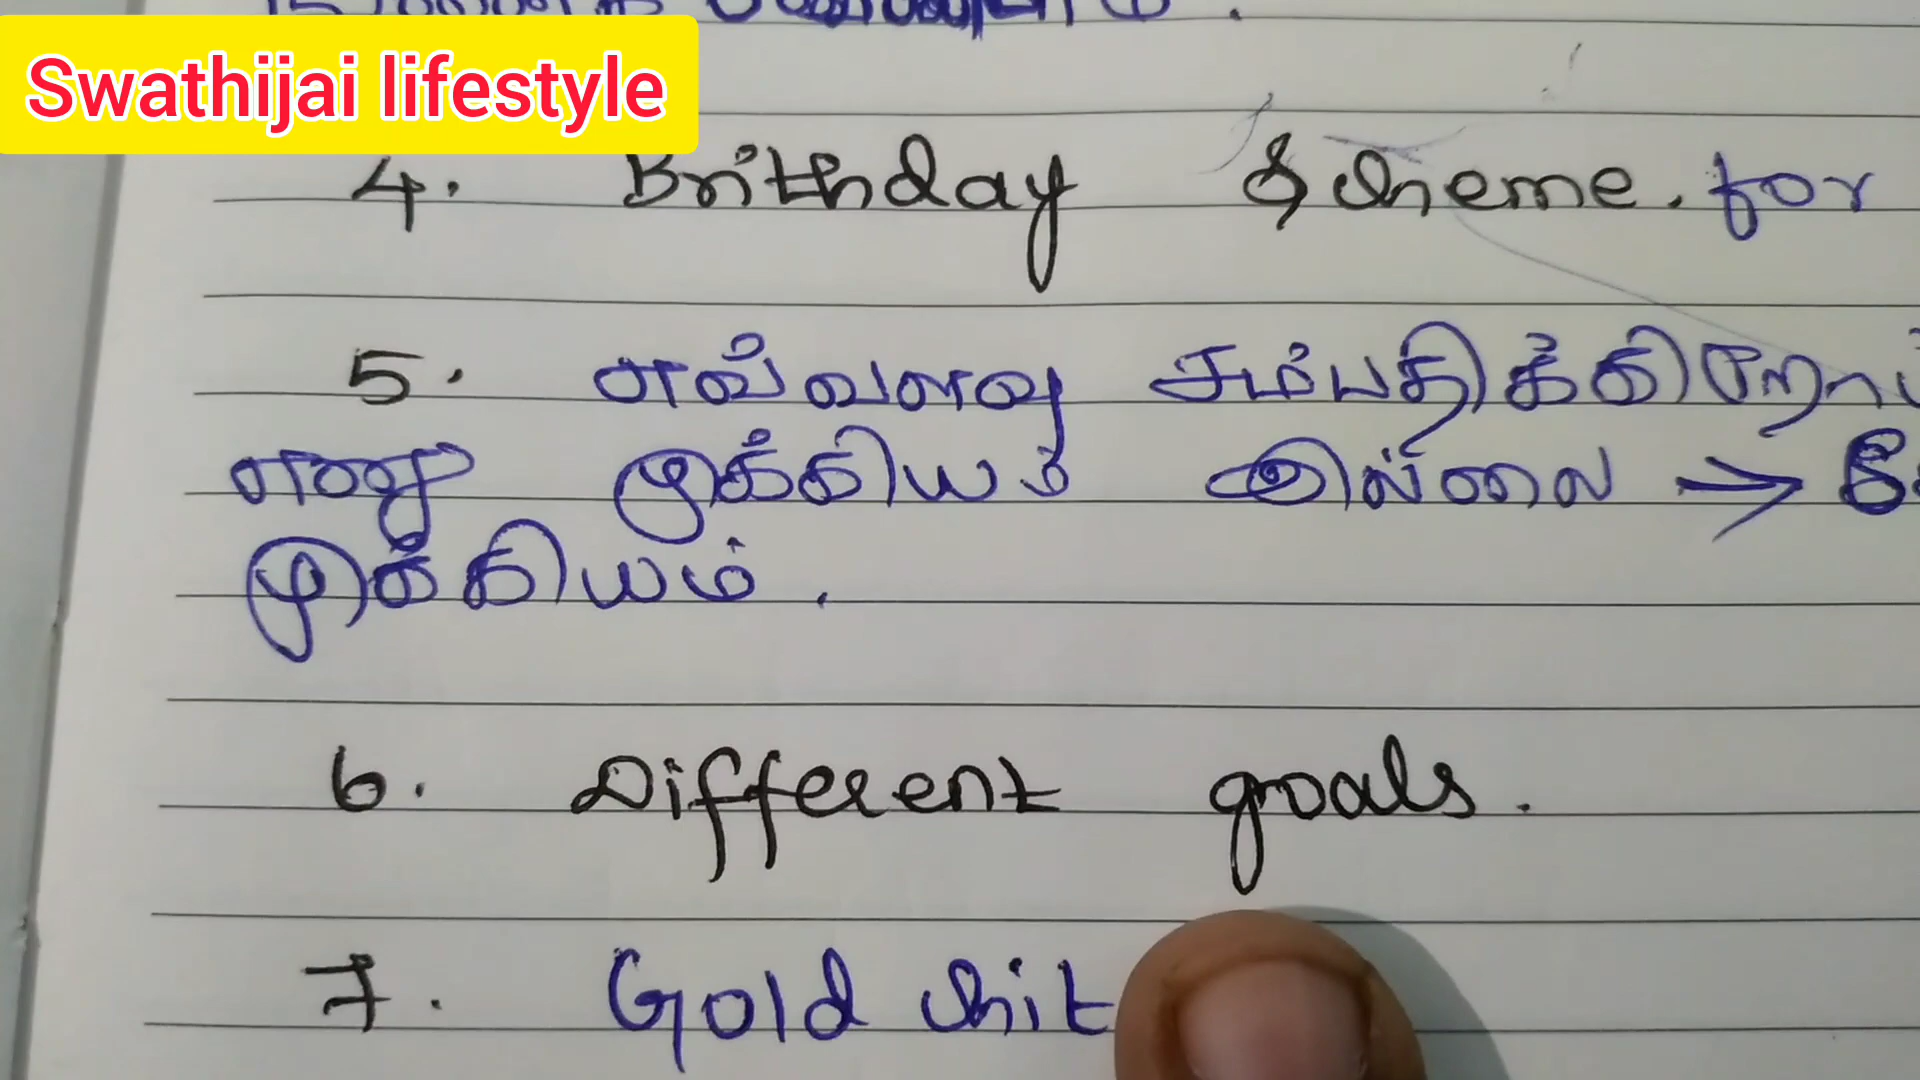 Swathijai lifestyle
4. Brithday Scheme. for
5. எவ்வளவு சம்பதிக்கிறோம்
என்று முக்கியம் இல்லை →
முக்கியம்.
6. Different goals.
7. Gold chit